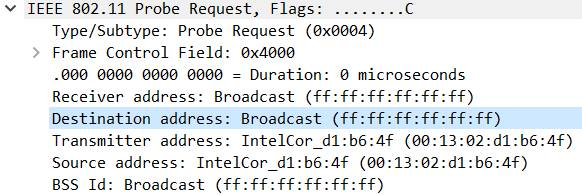 IEEE 802.11 Probe Request, Flags: ........C
Type/Subtype: Probe Request (0x0004)
Frame Control Field: 0x4000
.000 0000 0000 0000 = Duration: 0 microseconds
Receiver address: Broadcast (ff:ff:ff:ff:ff:ff)
Destination address: Broadcast (ff:ff:ff:ff:ff:ff)
Transmitter address: IntelCor_d1:b6:4f (00:13:02:d1:b6:4f)
Source address: IntelCor_d1:b6:4f (00:13:02:d1:b6:4f)
BSS Id: Broadcast (ff:ff:ff:ff:ff:ff)